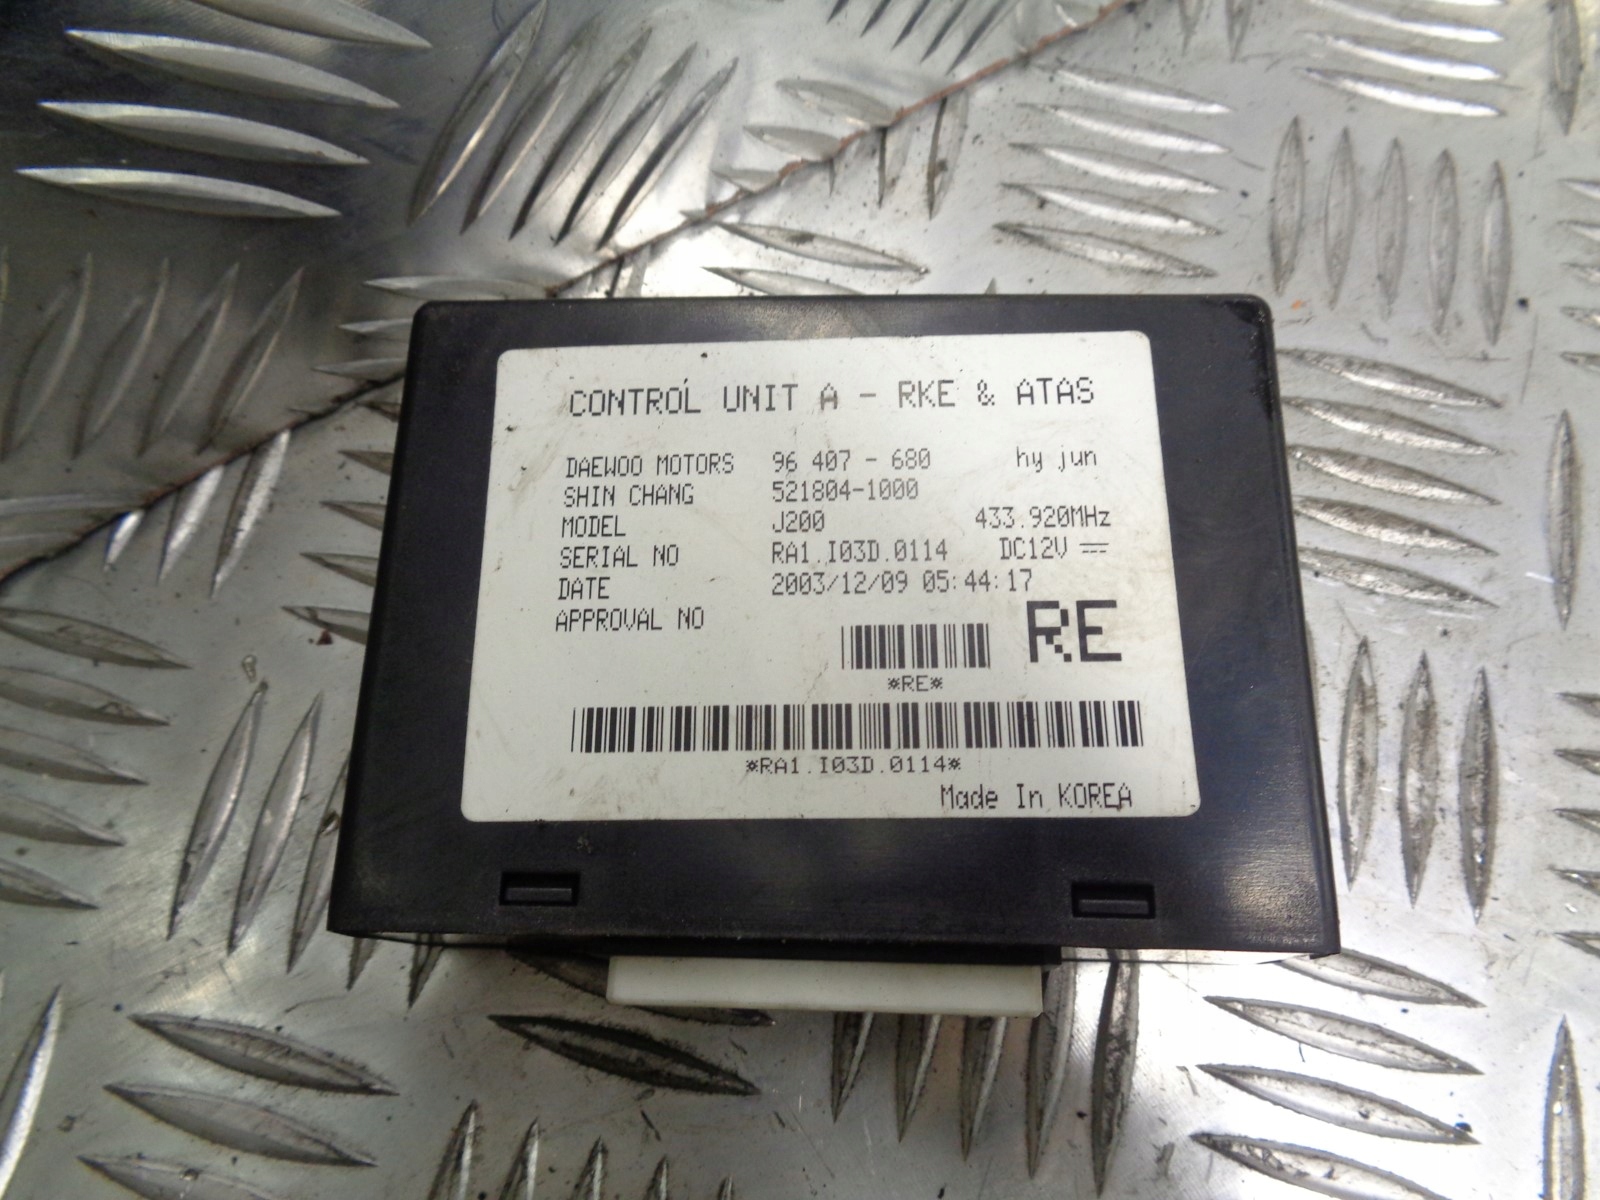 CONTROL UNIT A - RKE & ATAS
DAEWOO MOTORS 96 407 - 680 hy jun
SHIN CHANG 521804-1000
MODEL J200 433.920MHz
SERIAL NO RA1.I03D.0114 DC12V ⎓
DATE 2003/12/09 05:44:17
APPROVAL NO
RE
*RE*
*RA1.I03D.0114*
Made In KOREA